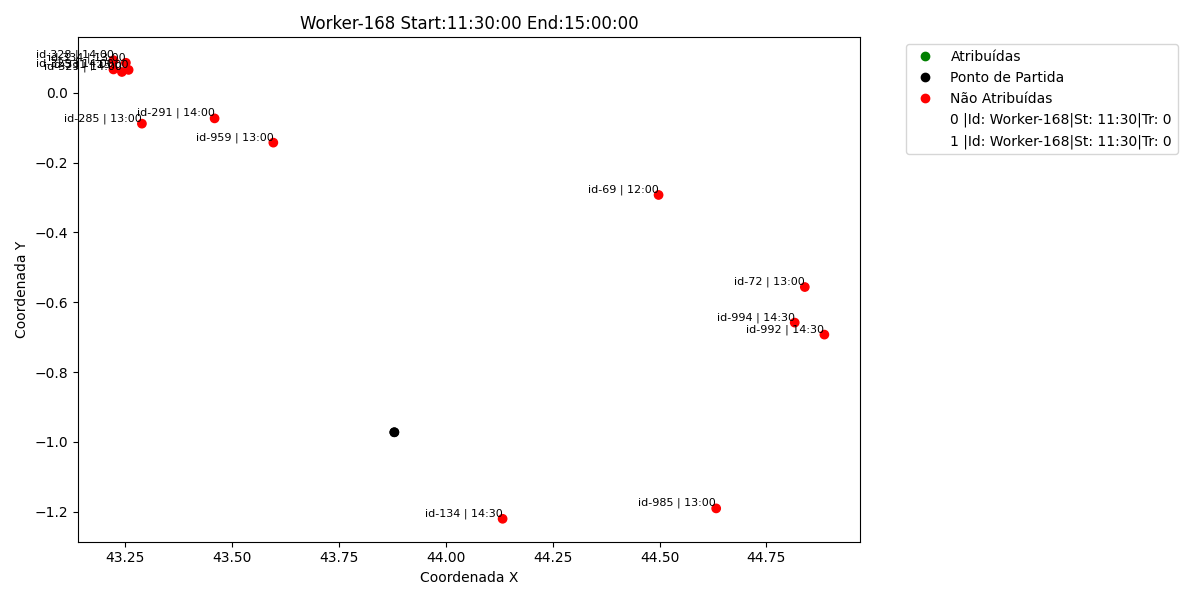 Worker-168 Start:11:30:00 End:15:00:00
Atribuídas
Ponto de Partida
Não Atribuídas
0 |Id: Worker-168|St: 11:30|Tr: 0
1 |Id: Worker-168|St: 11:30|Tr: 0
id-285 | 13:00
id-291 | 14:00
id-959 | 13:00
id-69 | 12:00
id-72 | 13:00
id-994 | 14:30
id-992 | 14:30
id-985 | 13:00
id-134 | 14:30
0.0
−0.2
−0.4
−0.6
−0.8
−1.0
−1.2
Coordenada Y
43.25
43.50
43.75
44.00
44.25
44.50
44.75
Coordenada X